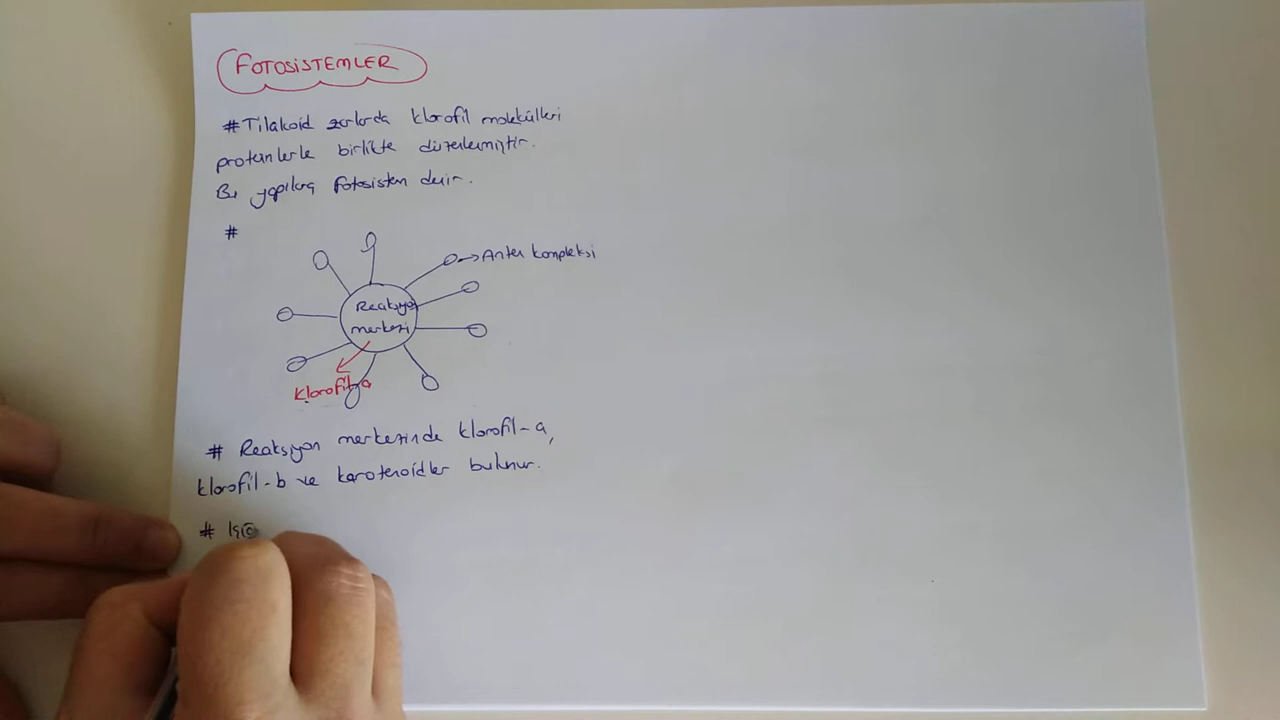 FOTOSİSTEMLER
#Tilakoid zarlarda klorofil molekülleri
proteinlerle birlikte düzenlenmiştir.
Bu yapılara fotosistem denir.
#
→Anten kompleksi
Reaksiyon
merkezi
Klorofil-a
# Reaksiyon merkezinde klorofil-a,
klorofil-b ve karotenoidler bulunur.
# Işığ